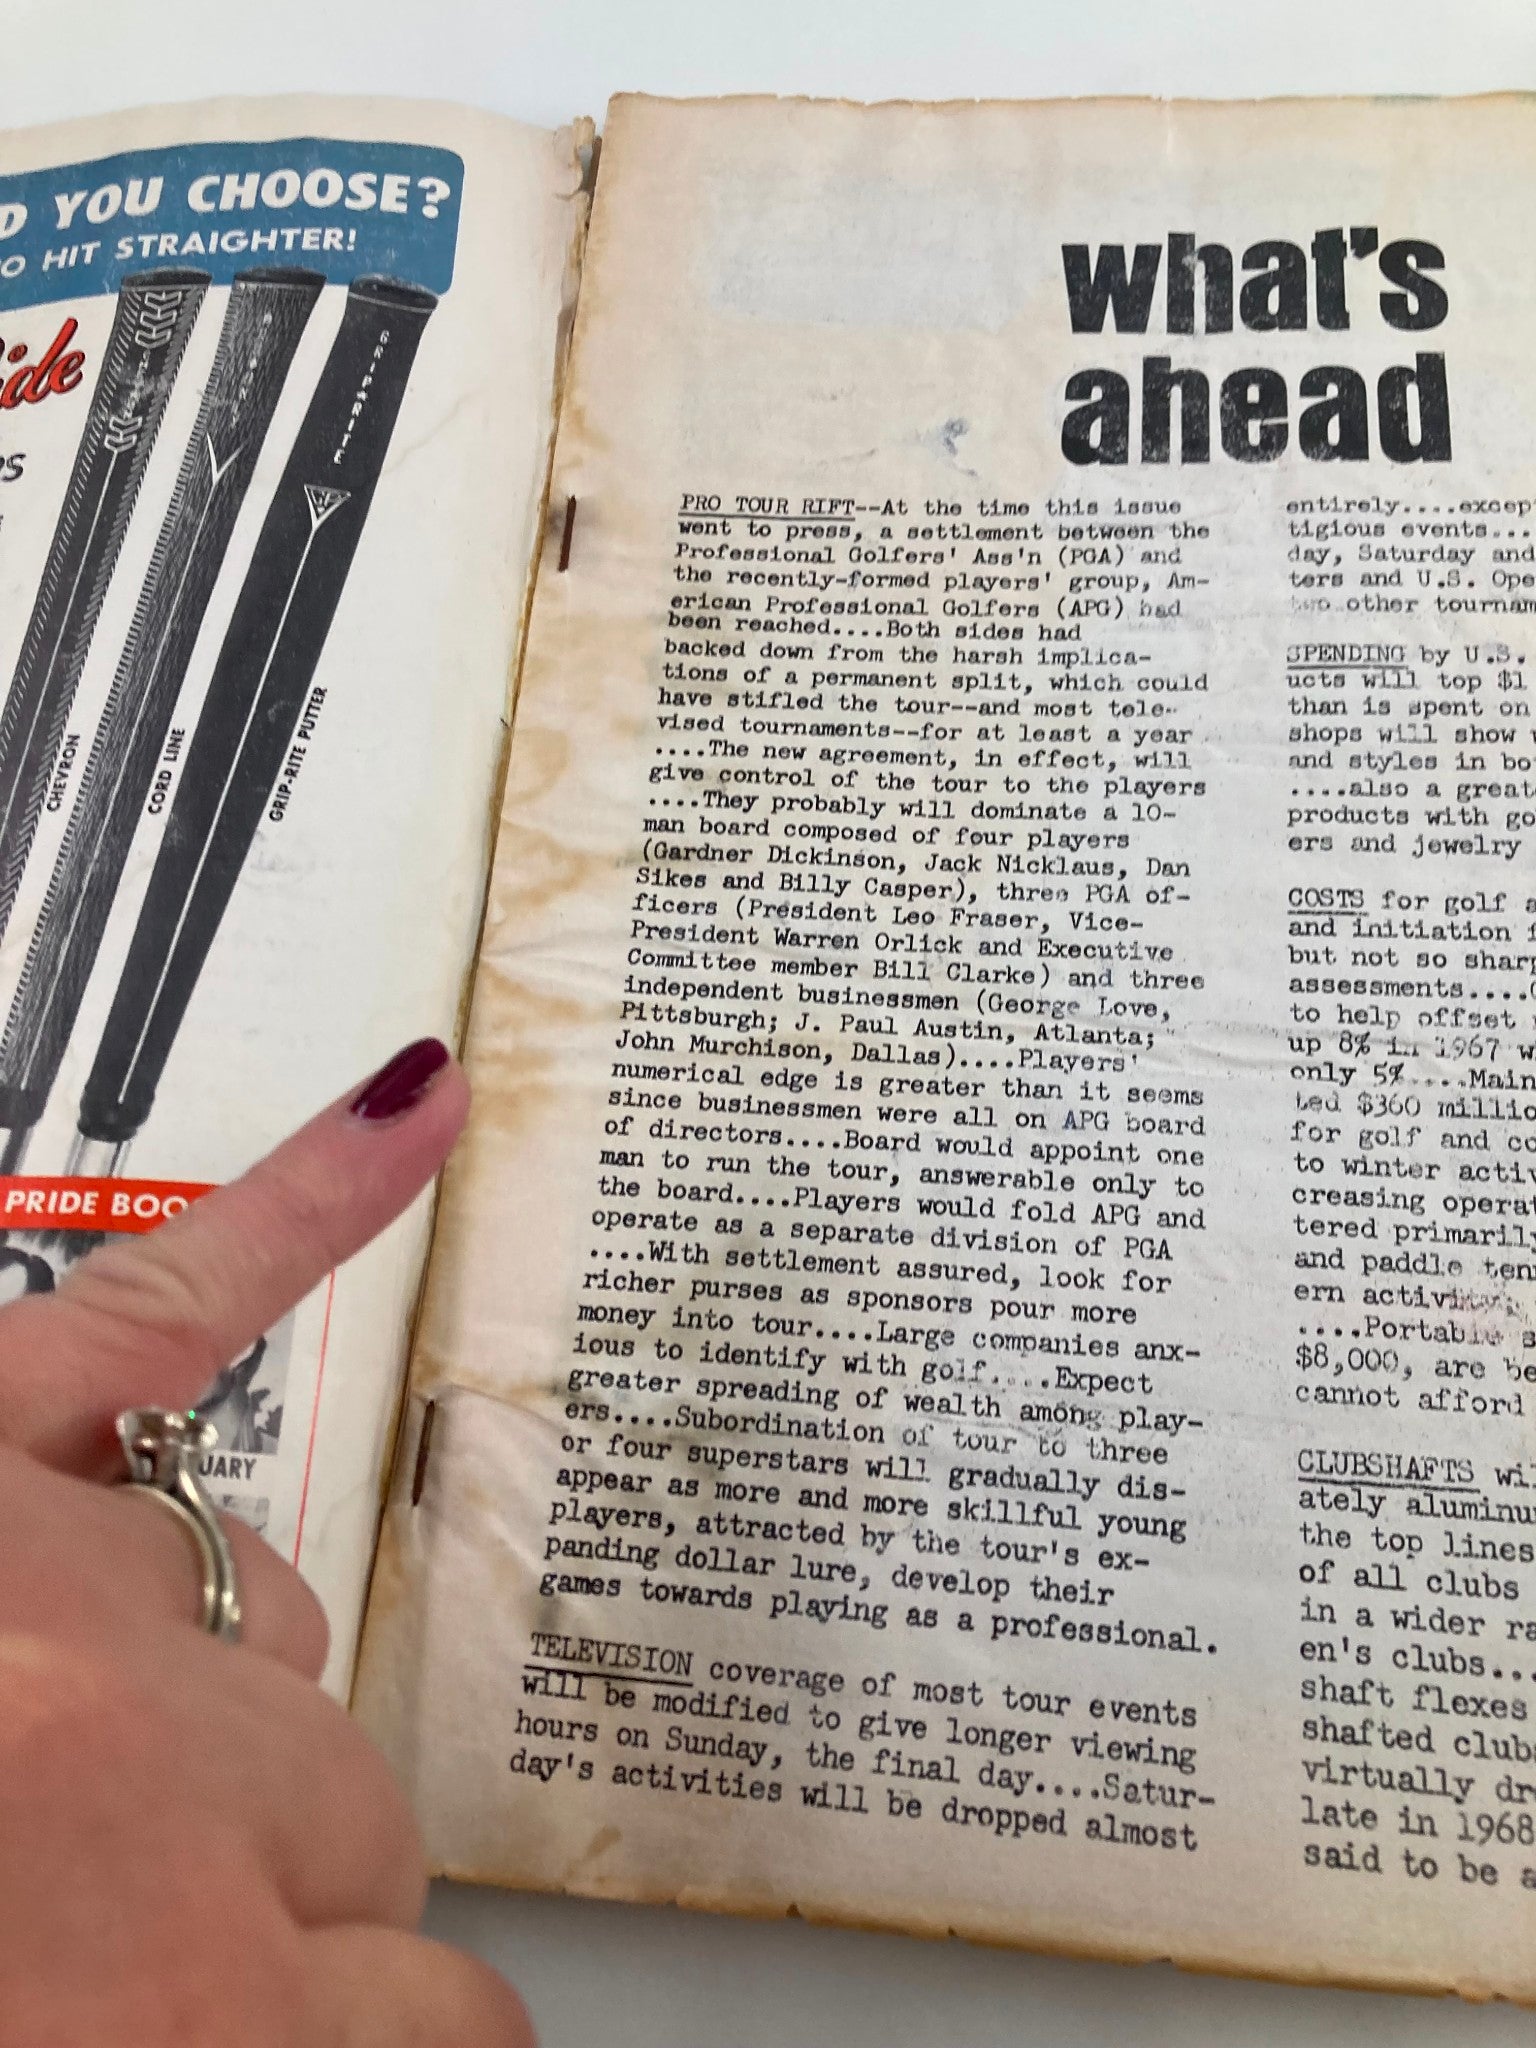 D YOU CHOOSE?
O HIT STRAIGHTER!
ide
GRIP-RITE
CHEVRON
CORD LINE
GRIP-RITE PUTTER
PRIDE BOO
UARY
what's
ahead
PRO TOUR RIFT--At the time this issue
went to press, a settlement between the
Professional Golfers' Ass'n (PGA) and
the recently-formed players' group, Am-
erican Professional Golfers (APG) had
been reached....Both sides had
backed down from the harsh implica-
tions of a permanent split, which could
have stifled the tour--and most tele-
vised tournaments--for at least a year
....The new agreement, in effect, will
give control of the tour to the players
....They probably will dominate a 10-
man board composed of four players
(Gardner Dickinson, Jack Nicklaus, Dan
Sikes and Billy Casper), three PGA of-
ficers (President Leo Fraser, Vice-
President Warren Orlick and Executive
Committee member Bill Clarke) and three
independent businessmen (George Love,
Pittsburgh; J. Paul Austin, Atlanta;
John Murchison, Dallas)....Players'
numerical edge is greater than it seems
since businessmen were all on APG board
of directors....Board would appoint one
man to run the tour, answerable only to
the board....Players would fold APG and
operate as a separate division of PGA
....With settlement assured, look for
richer purses as sponsors pour more
money into tour....Large companies anx-
ious to identify with golf....Expect
greater spreading of wealth among play-
ers....Subordination of tour to three
or four superstars will gradually dis-
appear as more and more skillful young
players, attracted by the tour's ex-
panding dollar lure, develop their
games towards playing as a professional.
TELEVISION coverage of most tour events
will be modified to give longer viewing
hours on Sunday, the final day....Satur-
day's activities will be dropped almost
entirely....excep
tigious events...
day, Saturday and
ters and U.S. Ope
two other tournam
SPENDING by U.S.
ucts will top $1
than is spent on
shops will show
and styles in bo
....also a great
products with go
ers and jewelry
COSTS for golf a
and initiation f
but not so sharp
assessments....
to help offset
up 8% in 1967 w
only 5%....Main
ted $360 millio
for golf and co
to winter activ
creasing operat
tered primarily
and paddle ten
ern activi
....Portable s
$8,000, are be
cannot afford
CLUBSHAFTS wil
ately aluminu
the top lines
of all clubs
in a wider ra
en's clubs...
shaft flexes
shafted club
virtually dr
late in 1968
said to be a